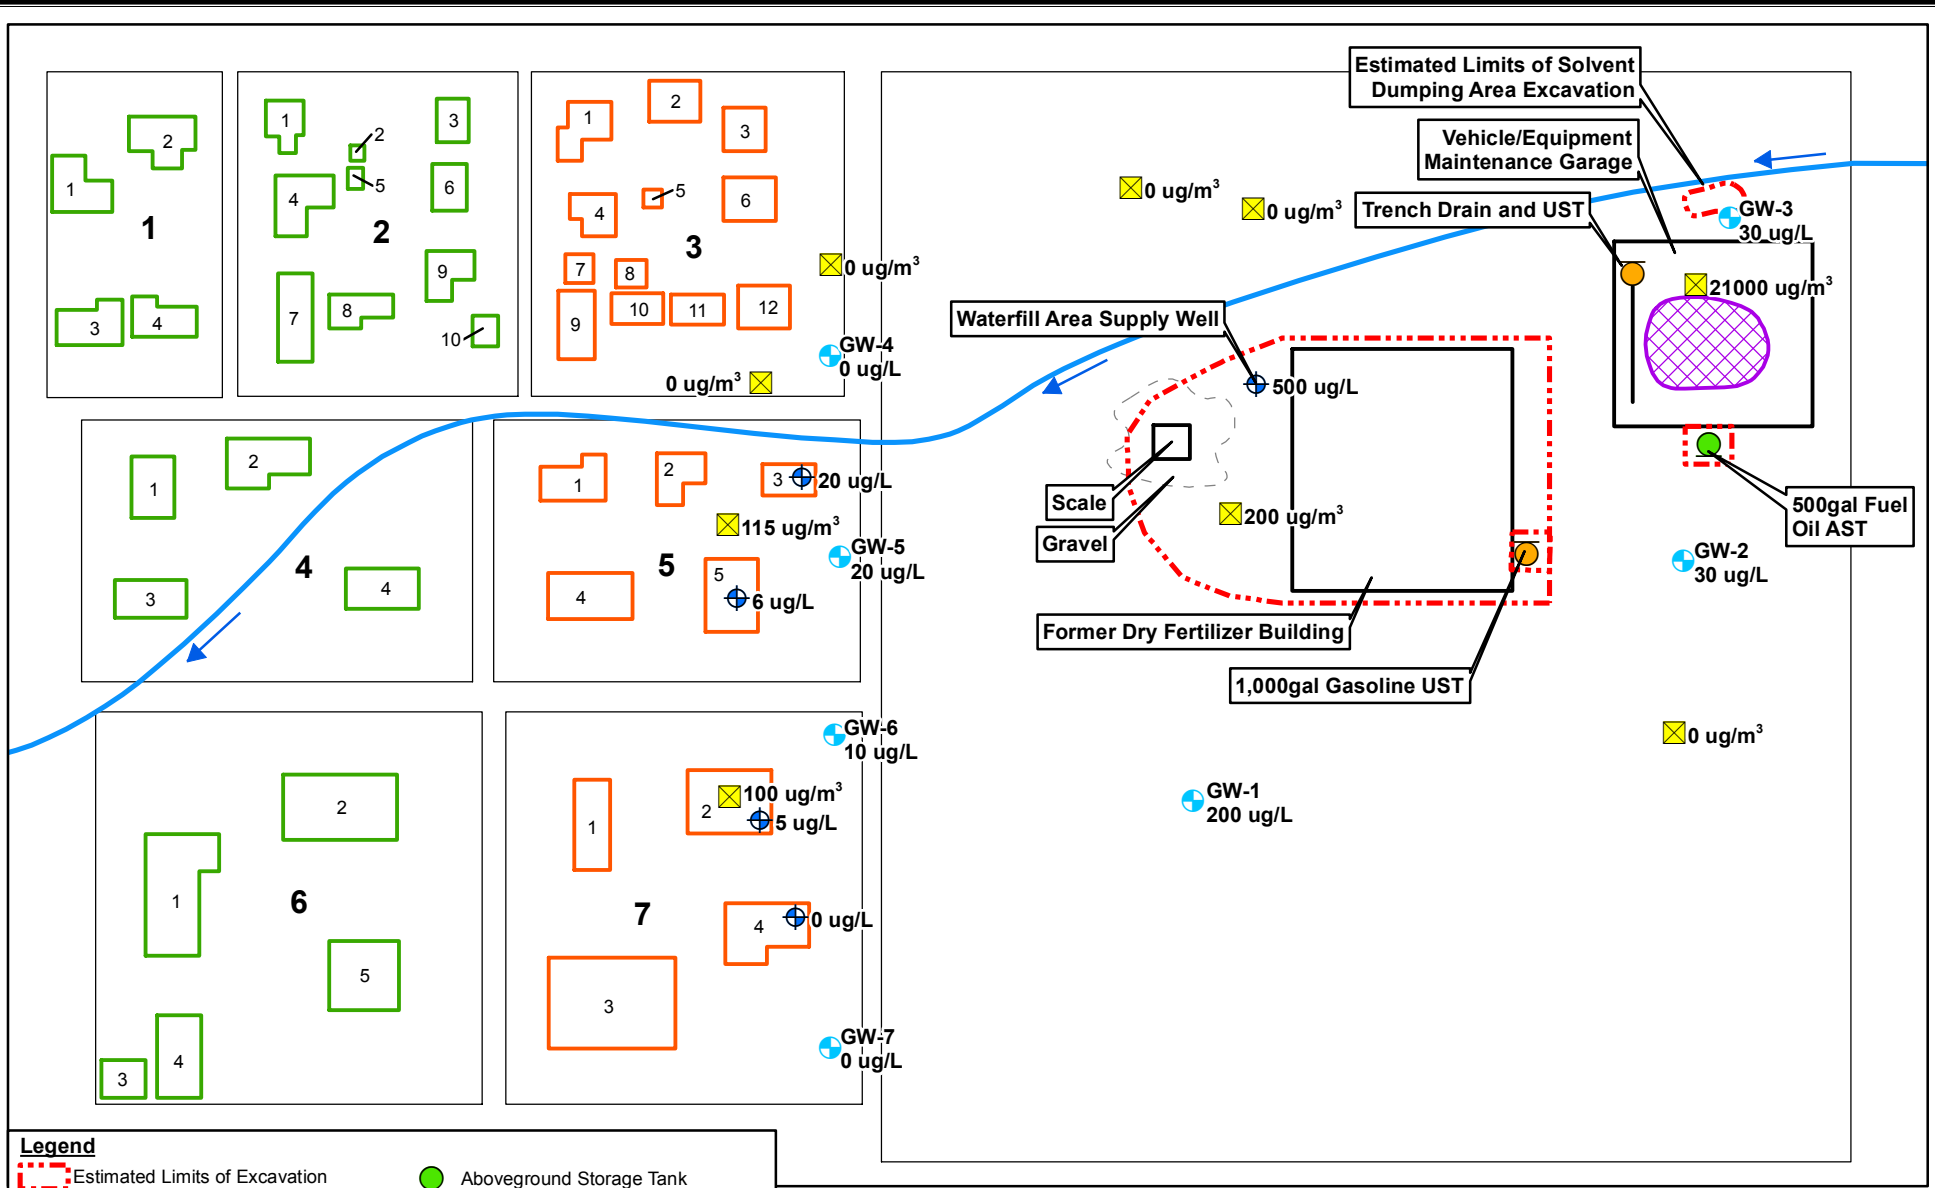 Estimated Limits of Solvent
Dumping Area Excavation
Vehicle/Equipment
Maintenance Garage
Trench Drain and UST
GW-3
30 ug/L
21000 ug/m³
0 ug/m³
0 ug/m³
Waterfill Area Supply Well
500 ug/L
Scale
Gravel
200 ug/m³
500gal Fuel
Oil AST
GW-2
30 ug/L
Former Dry Fertilizer Building
1,000gal Gasoline UST
0 ug/m³
GW-1
200 ug/L
1
2
1
3
4
1
2
3
4
5
6
2
7
8
9
10
1
2
3
4
5
6
3
7
8
9
10
11
12
0 ug/m³
GW-4
0 ug/L
0 ug/m³
1
2
4
3
4
1
2
3
20 ug/L
115 ug/m³
5
4
5
6 ug/L
GW-5
20 ug/L
1
2
6
5
3
4
GW-6
10 ug/L
1
2
100 ug/m³
5 ug/L
7
4
0 ug/L
3
GW-7
0 ug/L
Legend
Estimated Limits of Excavation
Aboveground Storage Tank